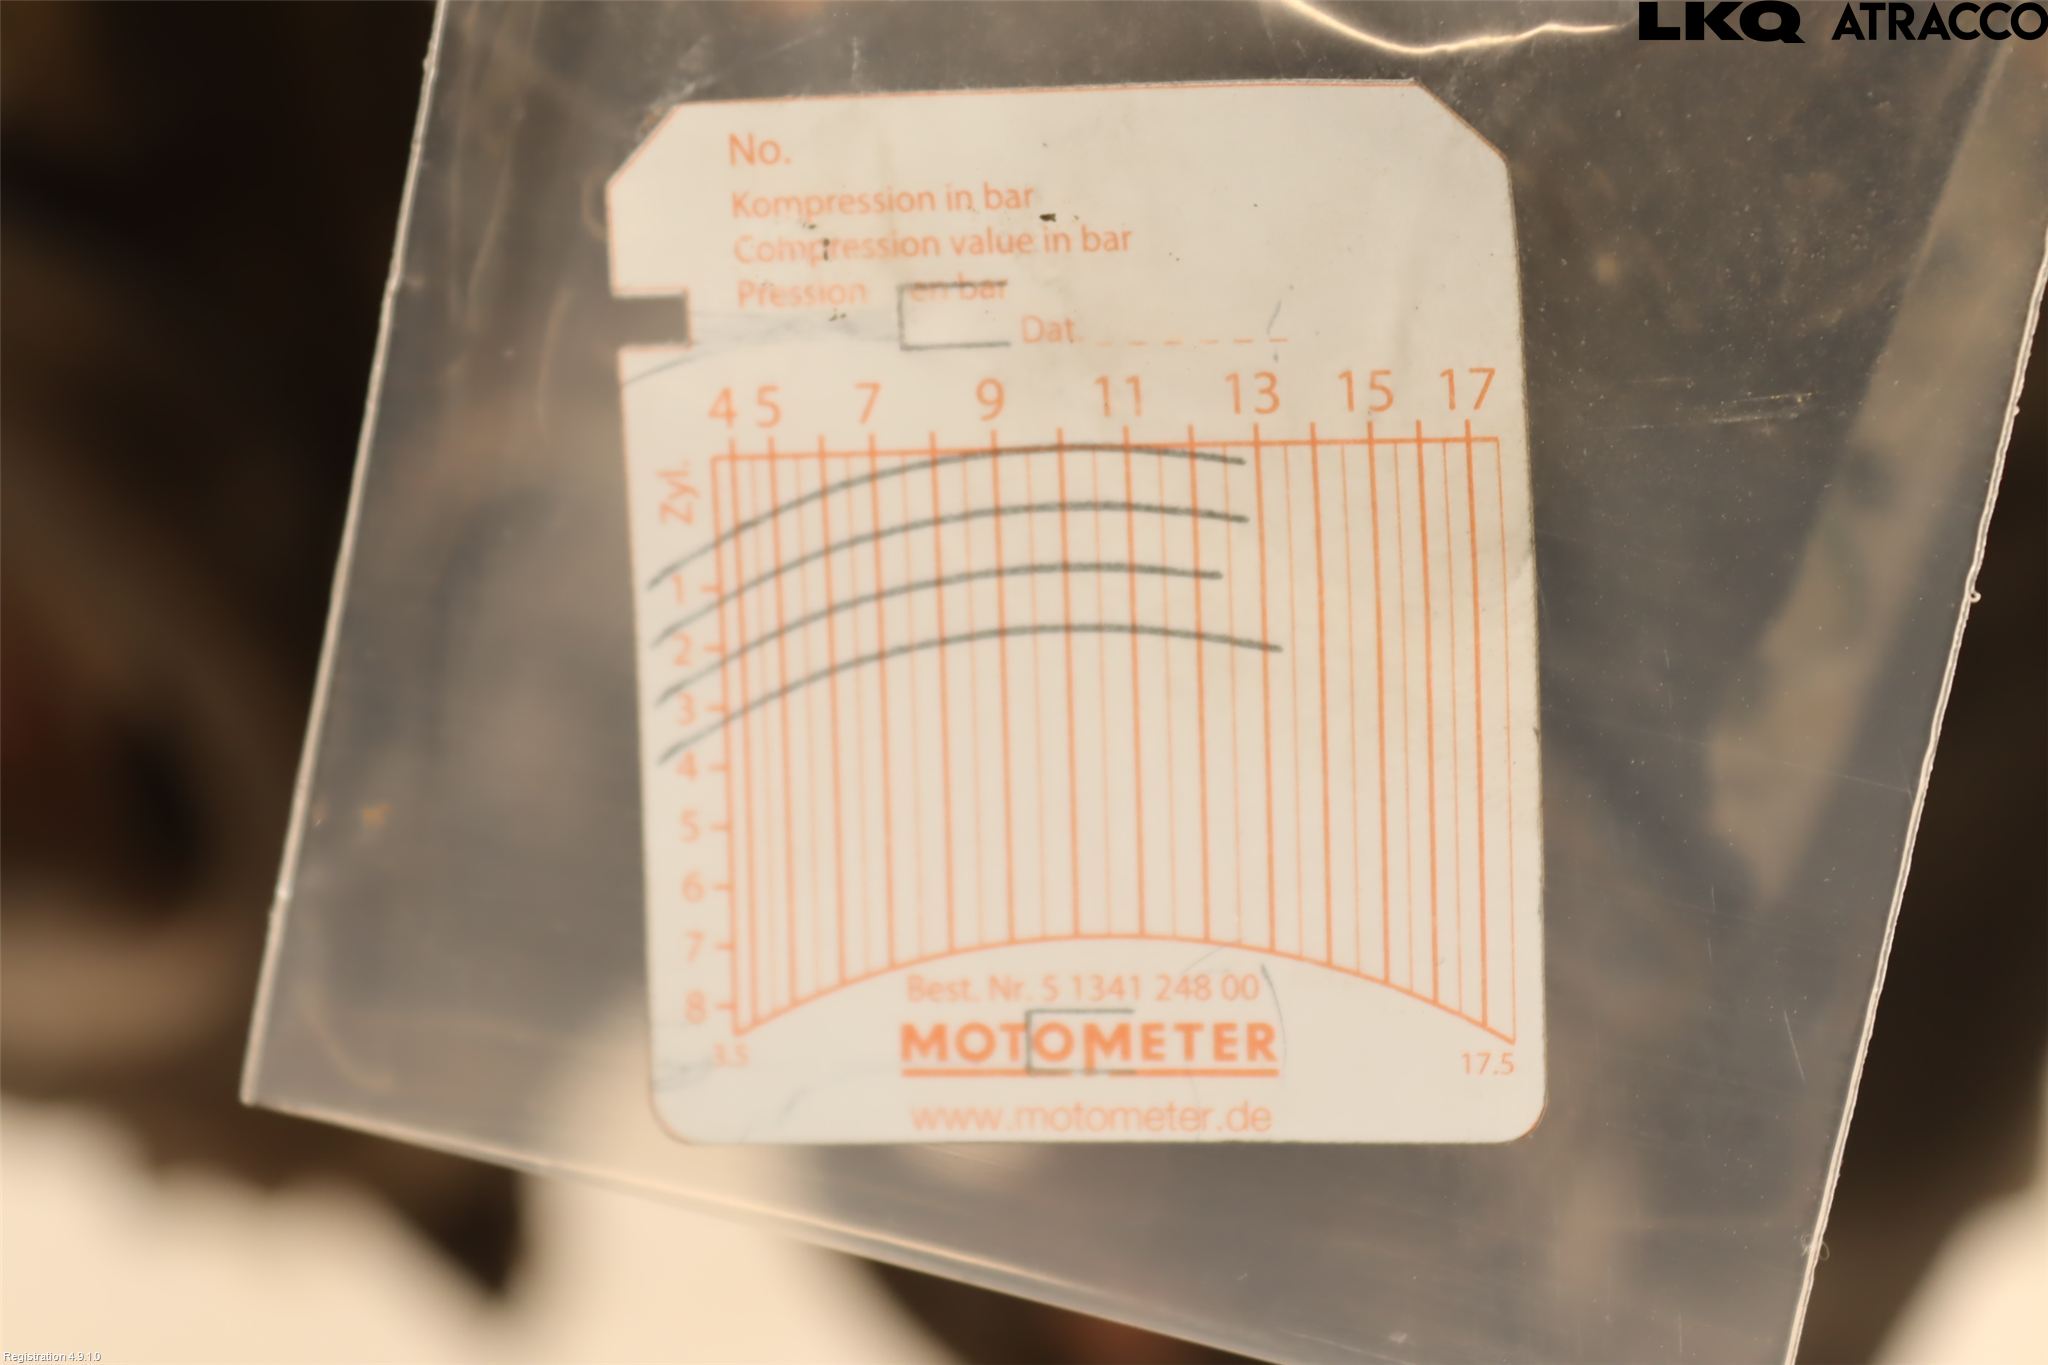 LKQ ATRACCO
No.
Kompression in bar
Compression value in bar
Pression en bar
Dat.
4 5 7 9 11 13 15 17
Zyl.
1
2
3
4
5
6
7
8
3.5
17.5
Best. Nr. 5 1341 248 00
MOTOMETER
www.motometer.de
Registration 4.9.1.0